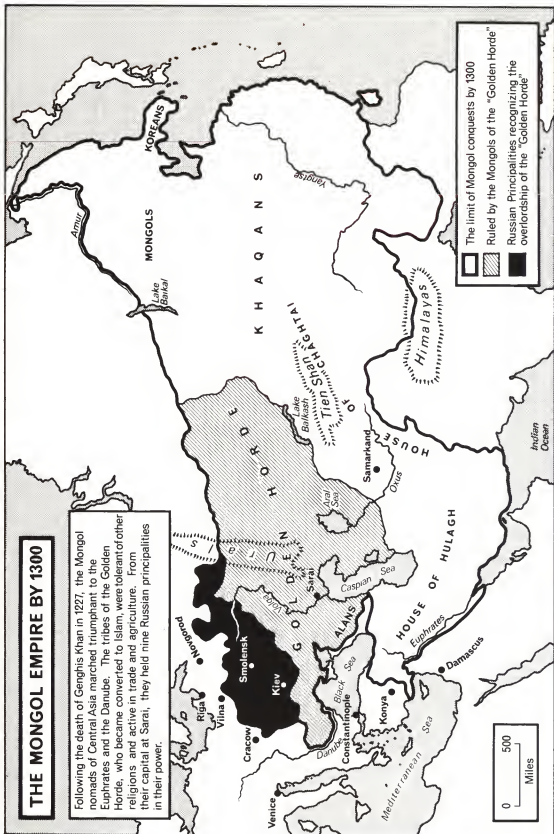 THE MONGOL EMPIRE BY 1300
Following the death of Genghis Khan in 1227, the Mongol
nomads of Central Asia marched triumphant to the
Euphrates and the Danube. The tribes of the Golden
Horde, who became converted to Islam, were tolerant of other
religions and active in trade and agriculture. From
their capital at Sarai, they held nine Russian principalities
in their power.
Novgorod
Riga
Vilna
Smolensk
Kiev
Cracow
Venice
Danube
Constantinople
Black Sea
Konya
Mediterranean Sea
Damascus
Euphrates
ALANS
Volga
Sarai
Caspian Sea
Urals
GOLDEN HORDE
Aral Sea
Oxus
Samarkand
Lake Balkash
Tien Shan
HOUSE OF CHAGHTAI
HOUSE OF HULAGH
Himalayas
Indian Ocean
KHAQANS
Yangtse
Lake Baikal
MONGOLS
Amur
KOREANS
The limit of Mongol conquests by 1300
Ruled by the Mongols of the "Golden Horde"
Russian Principalities recognizing the
overlordship of the "Golden Horde"
0 500
Miles